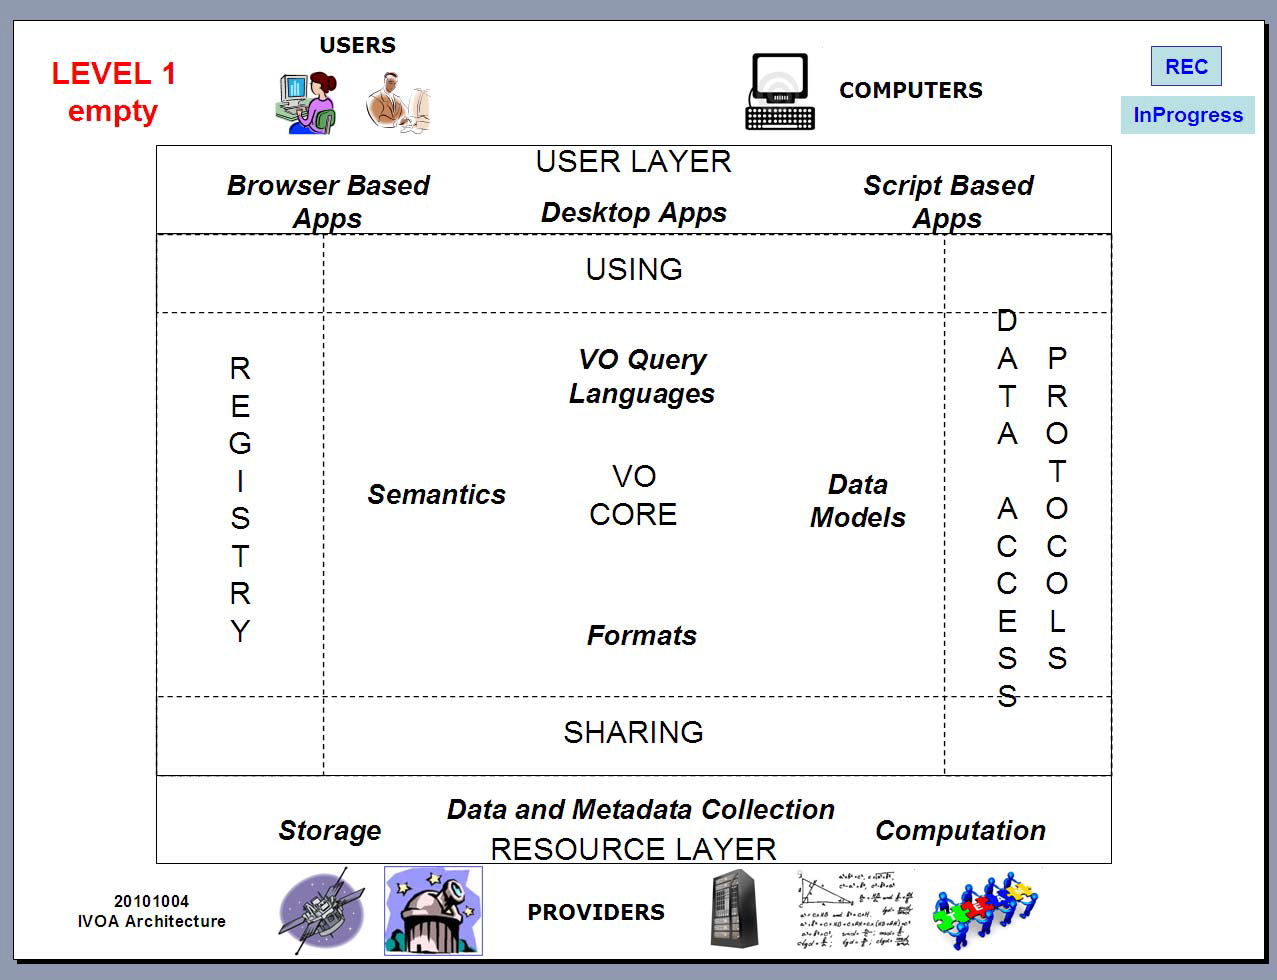 LEVEL 1
empty
USERS
COMPUTERS
REC
InProgress
USER LAYER
Browser Based
Apps
Desktop Apps
Script Based
Apps
USING
REGISTRY
VO Query
Languages
Semantics
VO
CORE
Data
Models
Formats
DATA ACCESS
PROTOCOLS
SHARING
Storage
Data and Metadata Collection
Computation
RESOURCE LAYER
20101004
IVOA Architecture
PROVIDERS